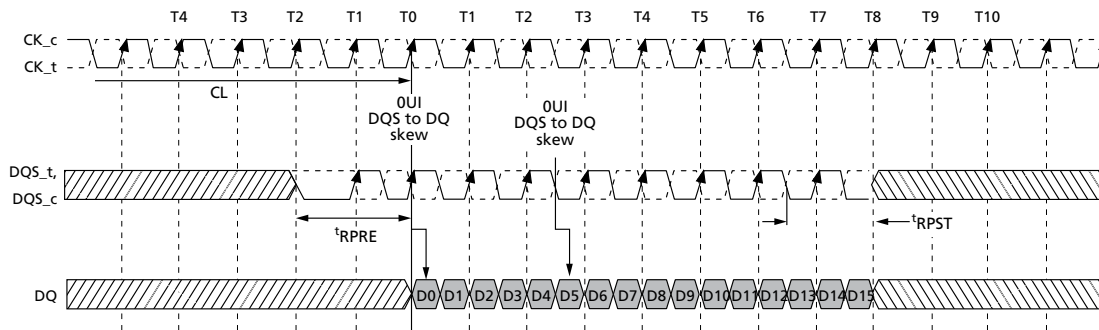 T4 T3 T2 T1 T0 T1 T2 T3 T4 T5 T6 T7 T8 T9 T10
CK_c
CK_t
CL
0UI
DQS to DQ
skew
0UI
DQS to DQ
skew
DQS_t,
DQS_c
tRPRE
tRPST
DQ
D0 D1 D2 D3 D4 D5 D6 D7 D8 D9 D10 D11 D12 D13 D14 D15